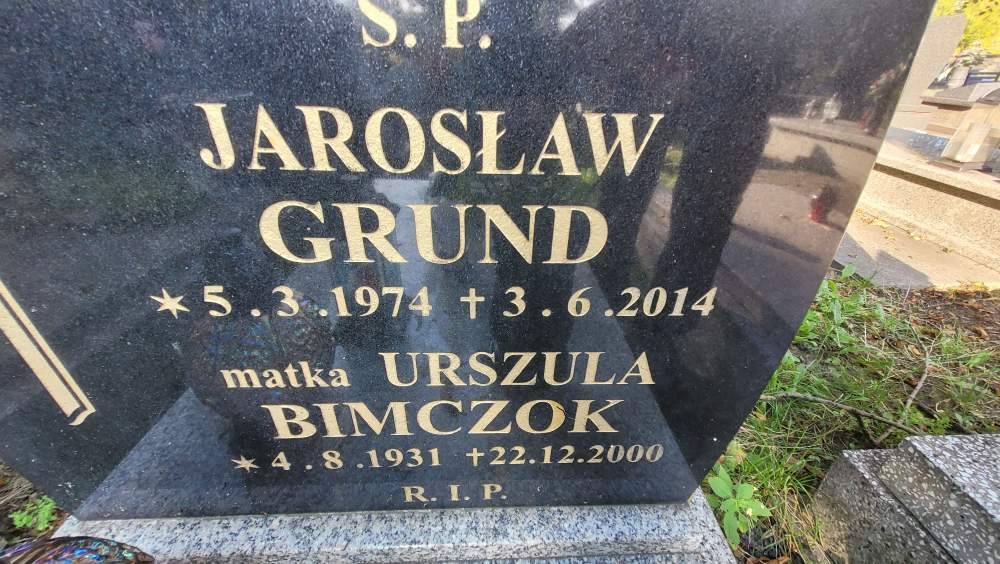 S. P.
JAROSŁAW
GRUND
✶ 5.3.1974 ✝ 3.6.2014
matka URSZULA
BIMCZOK
✶ 4.8.1931 ✝ 22.12.2000
R.I.P.